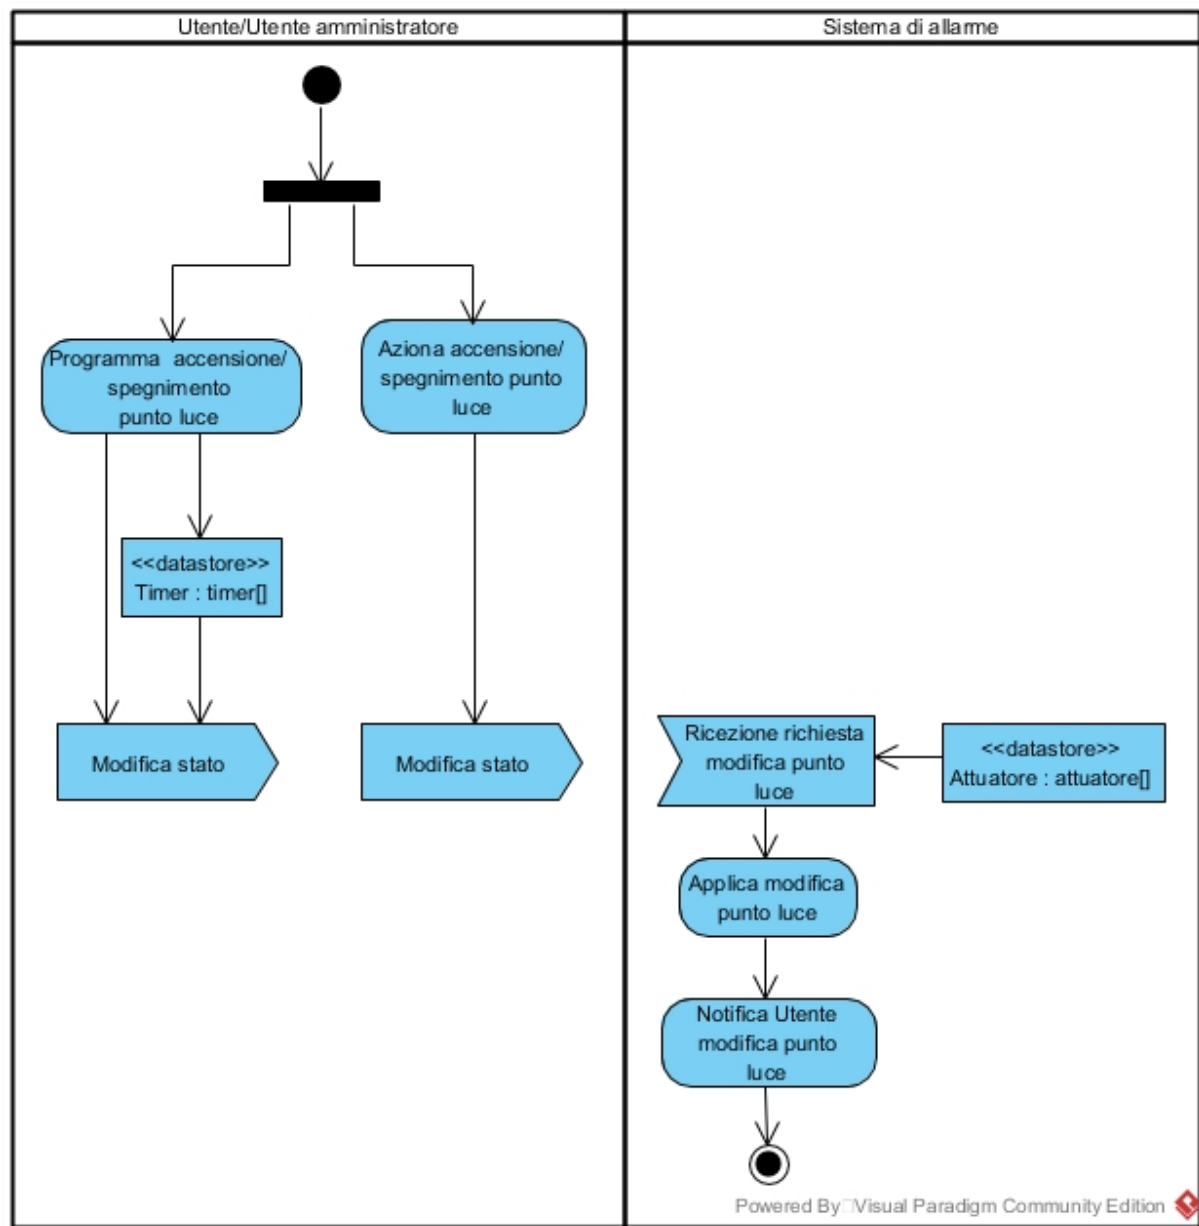 Utente/Utente amministratore
Sistema di allarme
Programma accensione/
spegnimento
punto luce
Aziona accensione/
spegnimento punto
luce
<<datastore>>
Timer : timer[]
Modifica stato
Modifica stato
Ricezione richiesta
modifica punto
luce
<<datastore>>
Attuatore : attuatore[]
Applica modifica
punto luce
Notifica Utente
modifica punto
luce
Powered By Visual Paradigm Community Edition